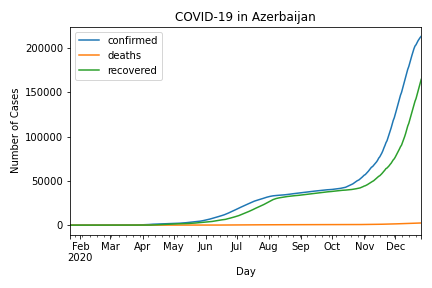 COVID-19 in Azerbaijan
confirmed
deaths
recovered
Number of Cases
200000
150000
100000
50000
0
Feb Mar Apr May Jun Jul Aug Sep Oct Nov Dec
2020
Day